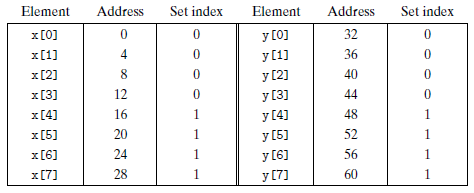 Element Address Set index Element Address Set index
x[0] 0 0 y[0] 32 0
x[1] 4 0 y[1] 36 0
x[2] 8 0 y[2] 40 0
x[3] 12 0 y[3] 44 0
x[4] 16 1 y[4] 48 1
x[5] 20 1 y[5] 52 1
x[6] 24 1 y[6] 56 1
x[7] 28 1 y[7] 60 1